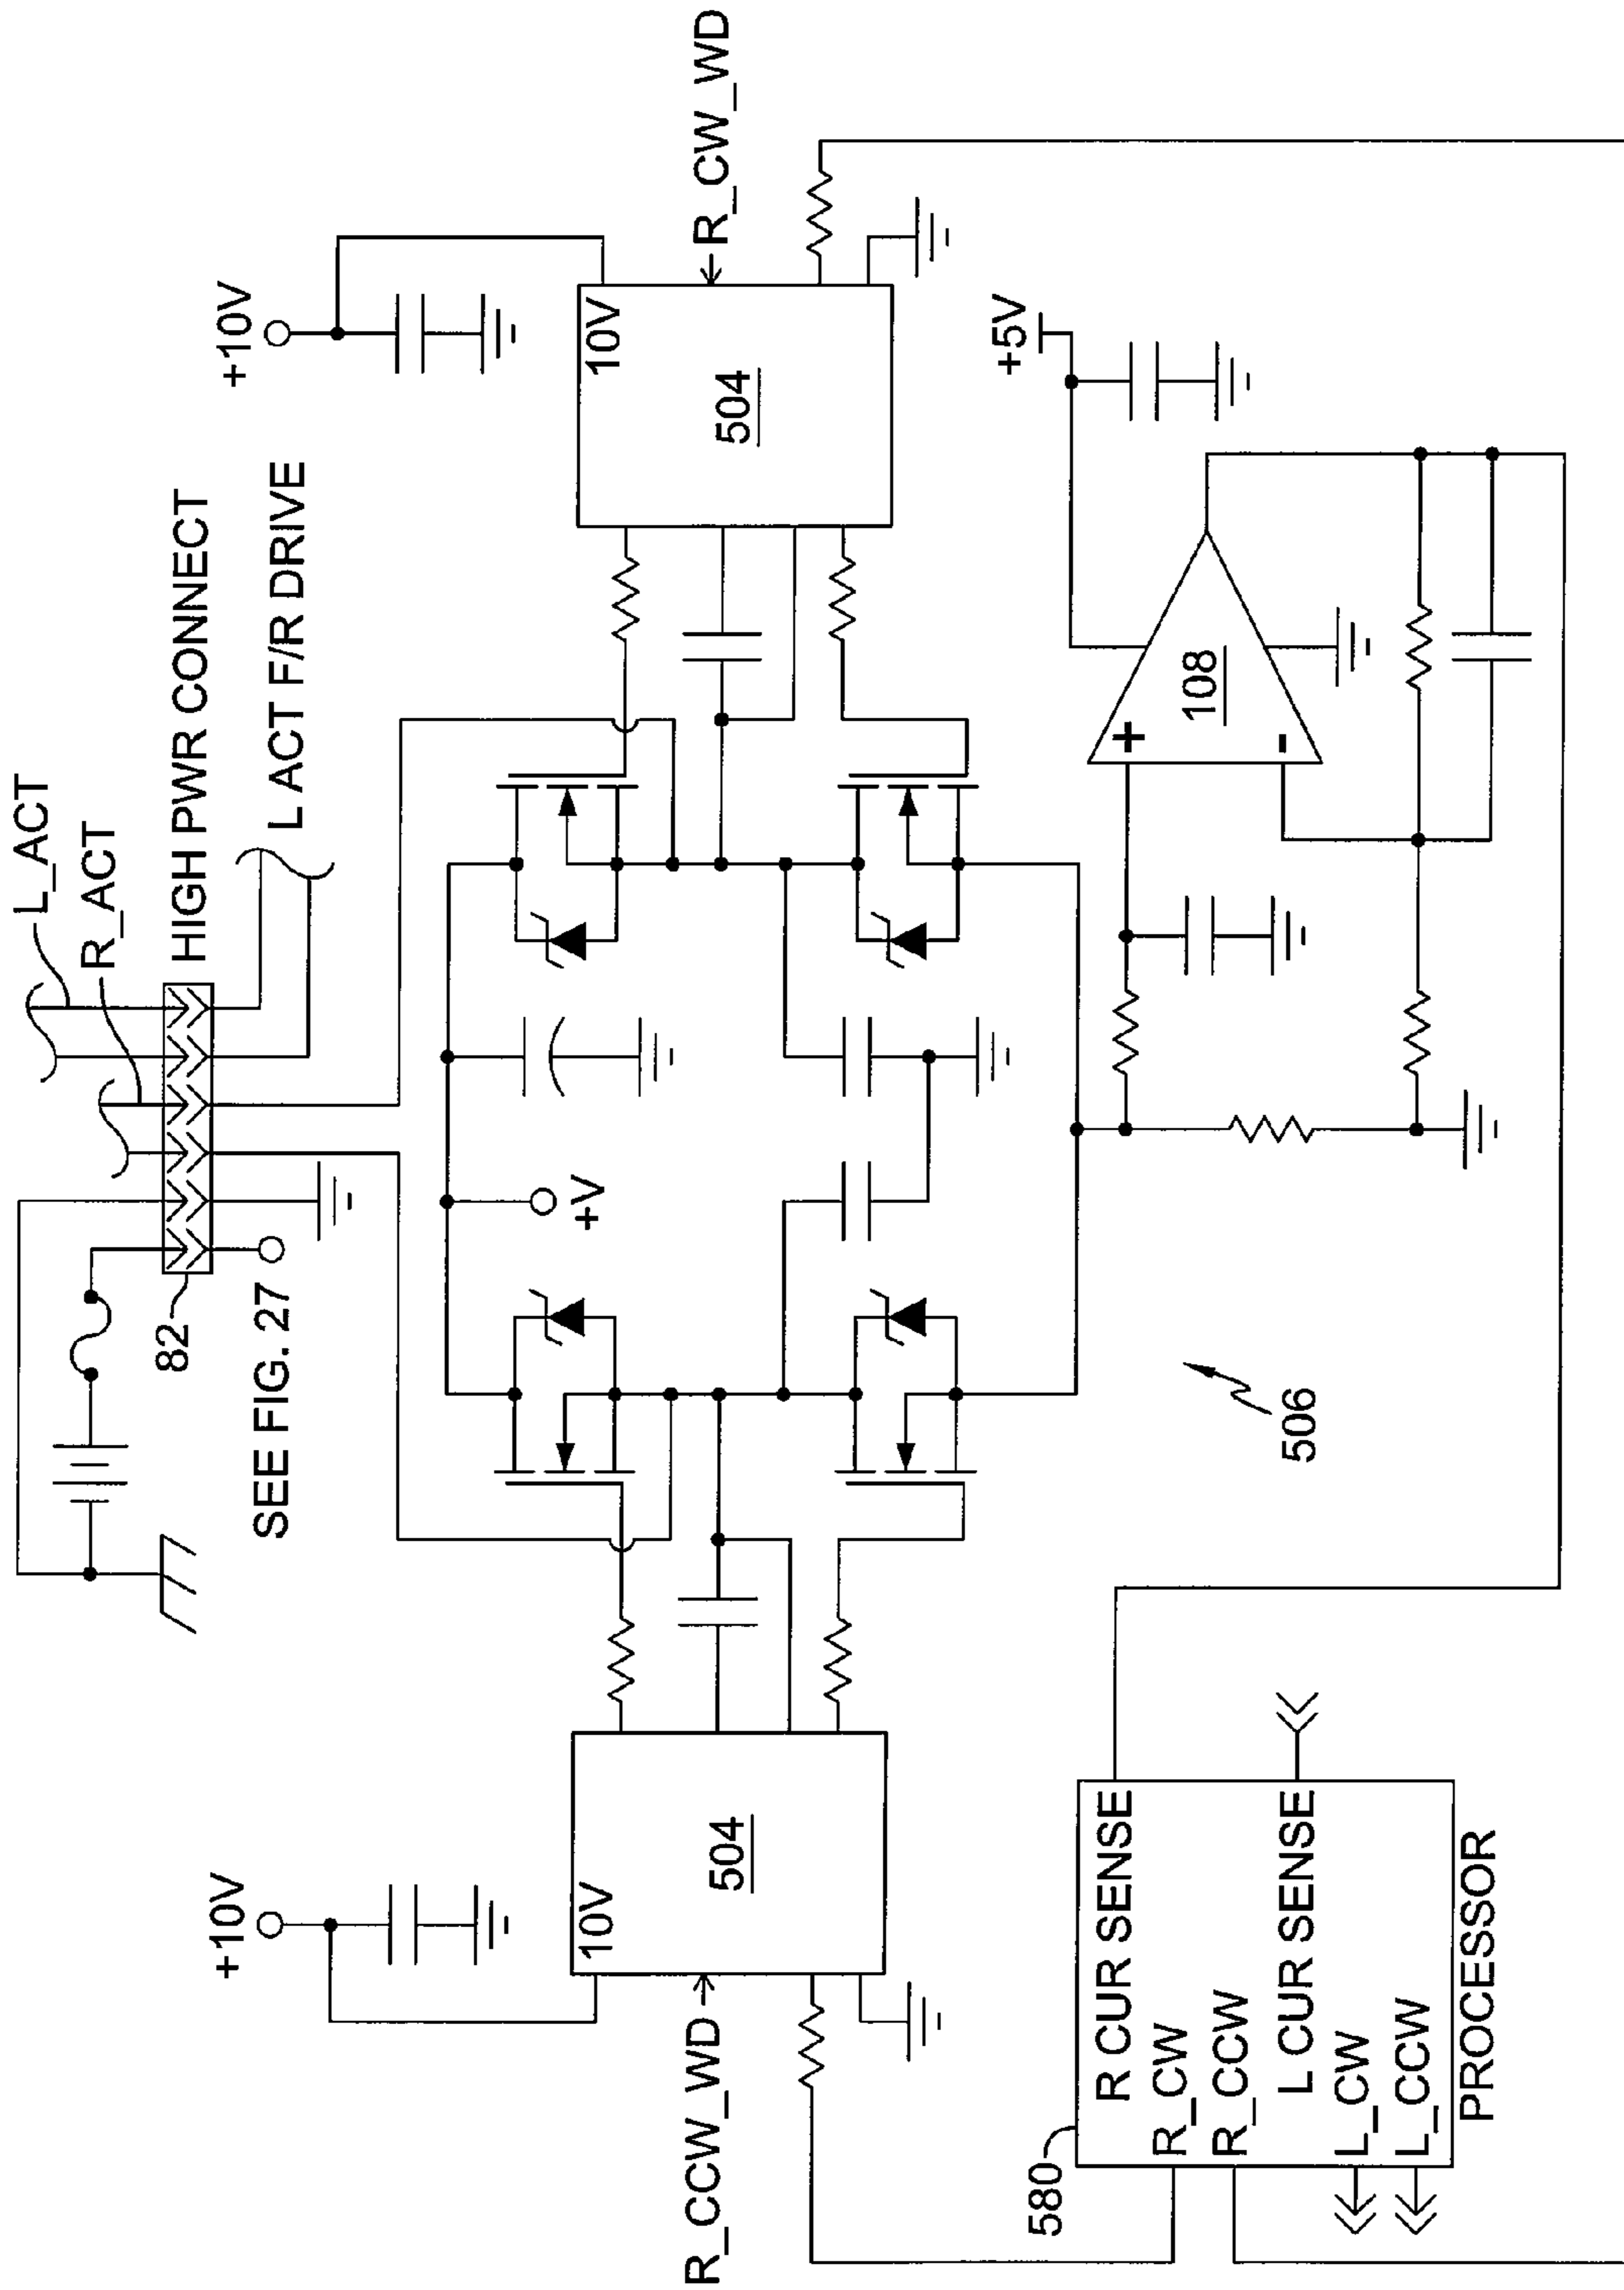 L_ACT
R_ACT
HIGH PWR CONNECT
L ACT F/R DRIVE
82
SEE FIG. 27
+10V
+10V
10V
504
R_CCW_WD
+V
10V
504
R_CW_WD
506
+5V
+
-
108
580
R CUR SENSE
R_CW
R_CCW
L CUR SENSE
L_CW
L_CCW
PROCESSOR